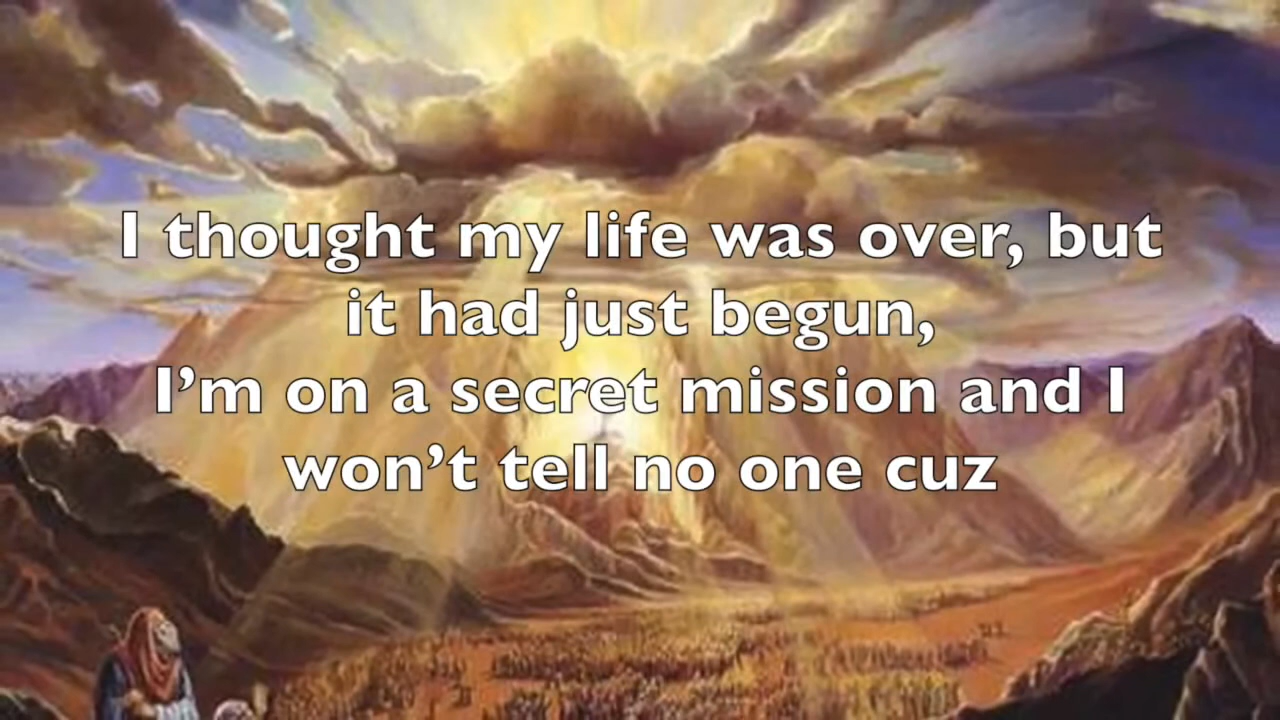 I thought my life was over, but
it had just begun,
I’m on a secret mission and I
won’t tell no one cuz